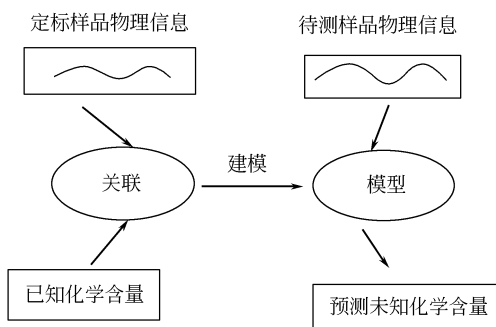 定标样品物理信息
待测样品物理信息
关联
建模
模型
已知化学含量
预测未知化学含量